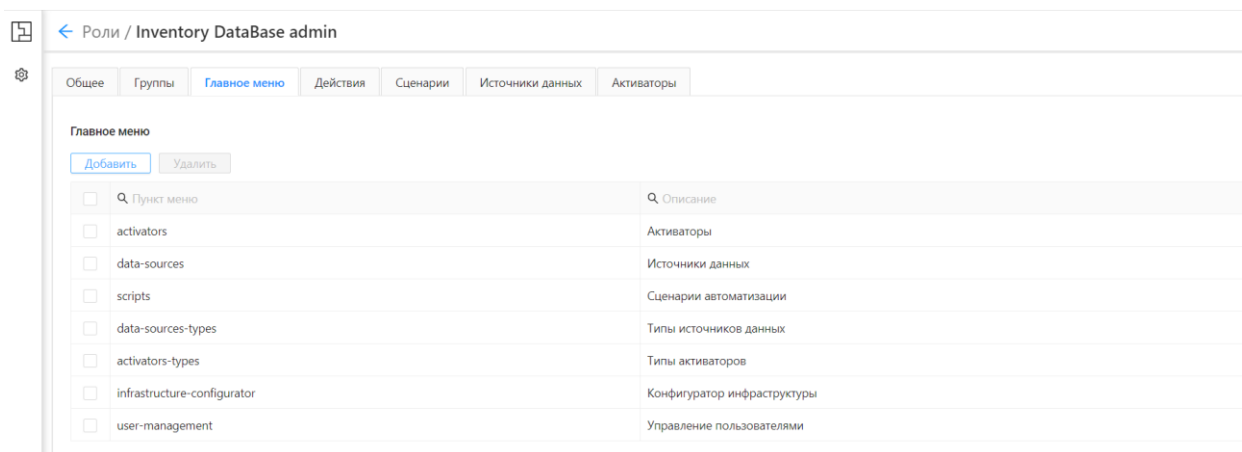 Роли / Inventory DataBase admin
Общее Группы Главное меню Действия Сценарии Источники данных Активаторы
Главное меню
Добавить Удалить
Пункт меню Описание
activators Активаторы
data-sources Источники данных
scripts Сценарии автоматизации
data-sources-types Типы источников данных
activators-types Типы активаторов
infrastructure-configurator Конфигуратор инфраструктуры
user-management Управление пользователями